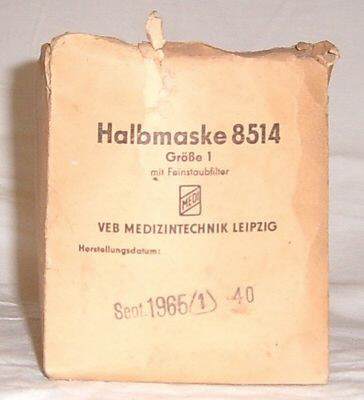 Halbmaske 8514
Größe 1
mit Feinstaubfilter
MEDI
VEB MEDIZINTECHNIK LEIPZIG
Herstellungsdatum:
Sept. 1965 (1) 40